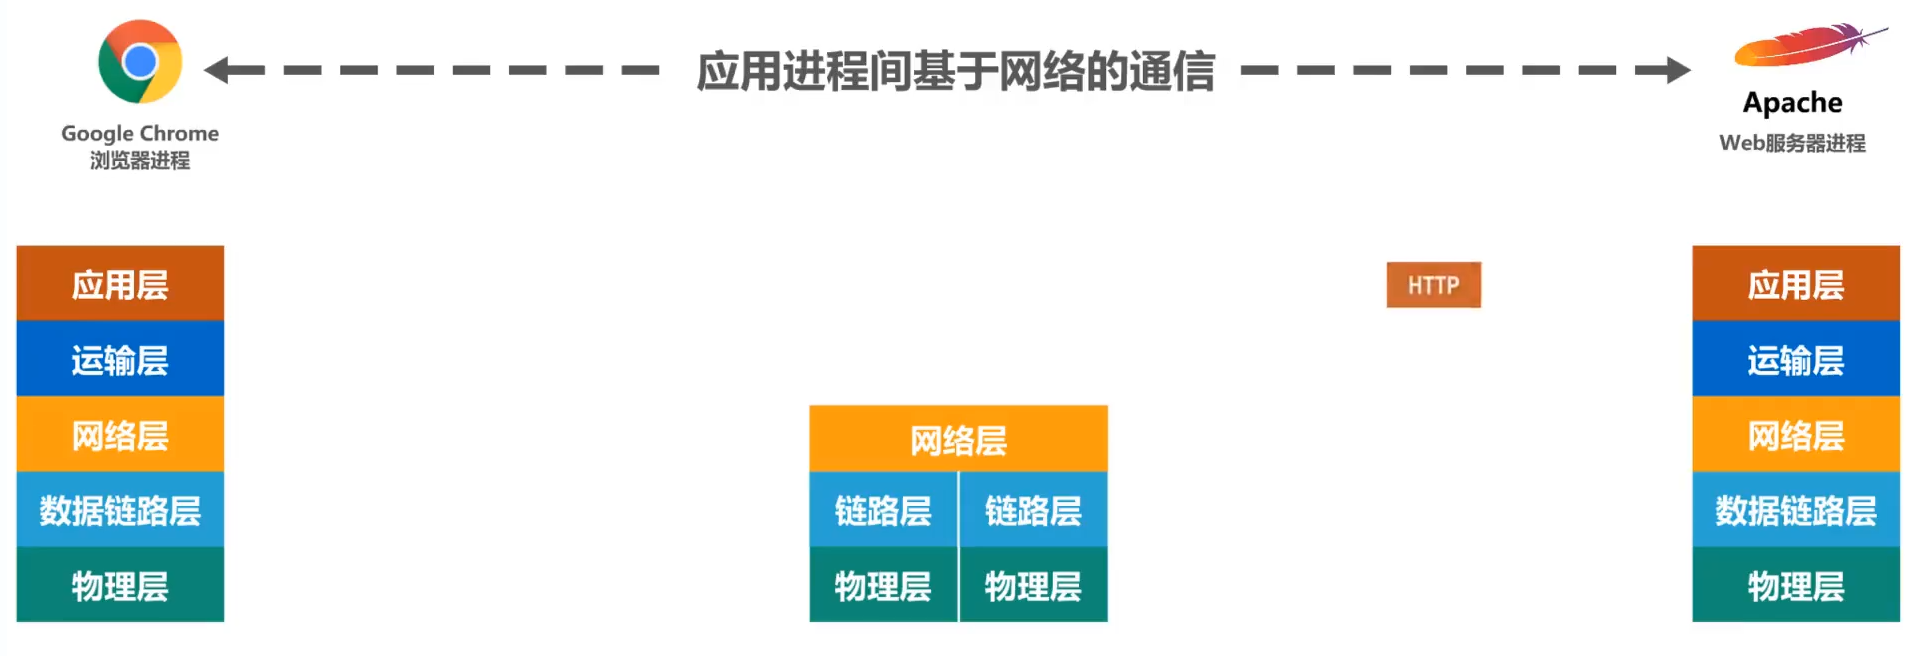 应用进程间基于网络的通信
Google Chrome
浏览器进程
Apache
Web服务器进程
应用层
运输层
网络层
数据链路层
物理层
网络层
链路层 链路层
物理层 物理层
HTTP
应用层
运输层
网络层
数据链路层
物理层